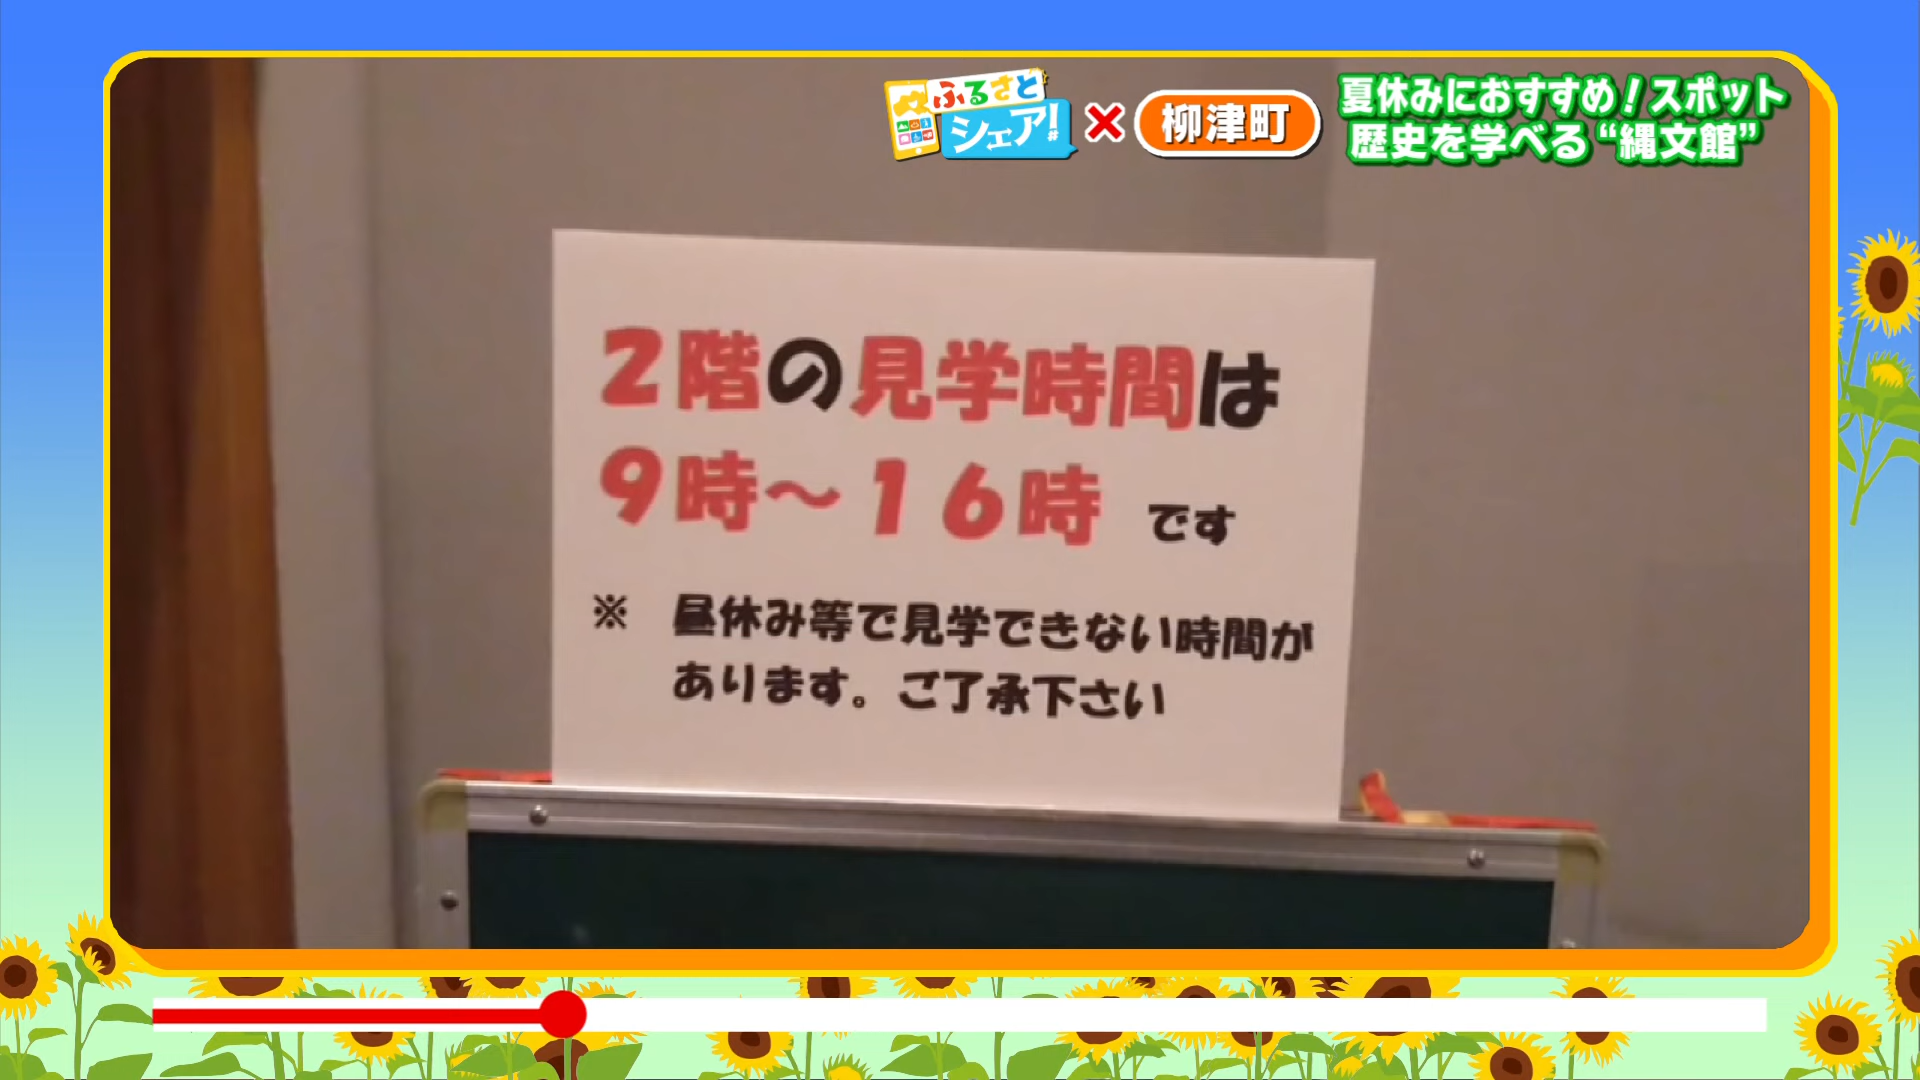 ふるさと
シェア!
×
柳津町
夏休みにおすすめ!スポット
歴史を学べる“縄文館”
2階の見学時間は
9時~16時 です
※ 昼休み等で見学できない時間が
あります。ご了承下さい